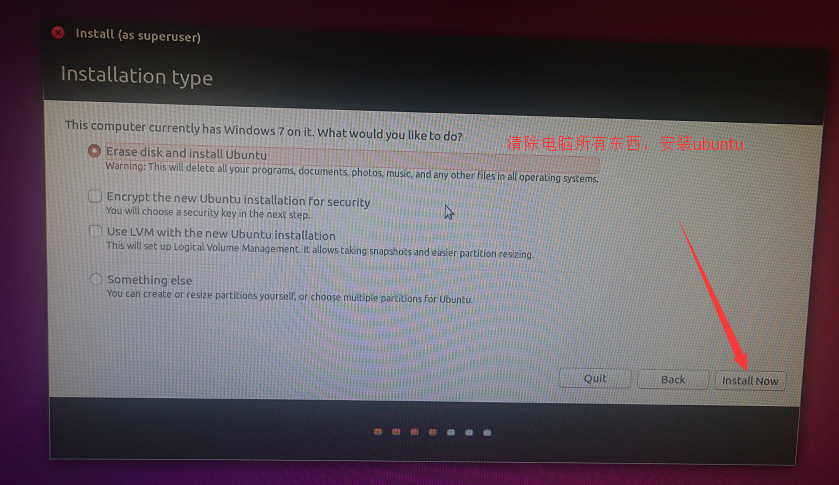 Install (as superuser)
Installation type
This computer currently has Windows 7 on it. What would you like to do?
清除电脑所有东西，安装ubuntu
Erase disk and install Ubuntu
Warning: This will delete all your programs, documents, photos, music, and any other files in all operating systems.
Encrypt the new Ubuntu installation for security
You will choose a security key in the next step.
Use LVM with the new Ubuntu installation
This will set up Logical Volume Management. It allows taking snapshots and easier partition resizing.
Something else
You can create or resize partitions yourself, or choose multiple partitions for Ubuntu.
Quit
Back
Install Now